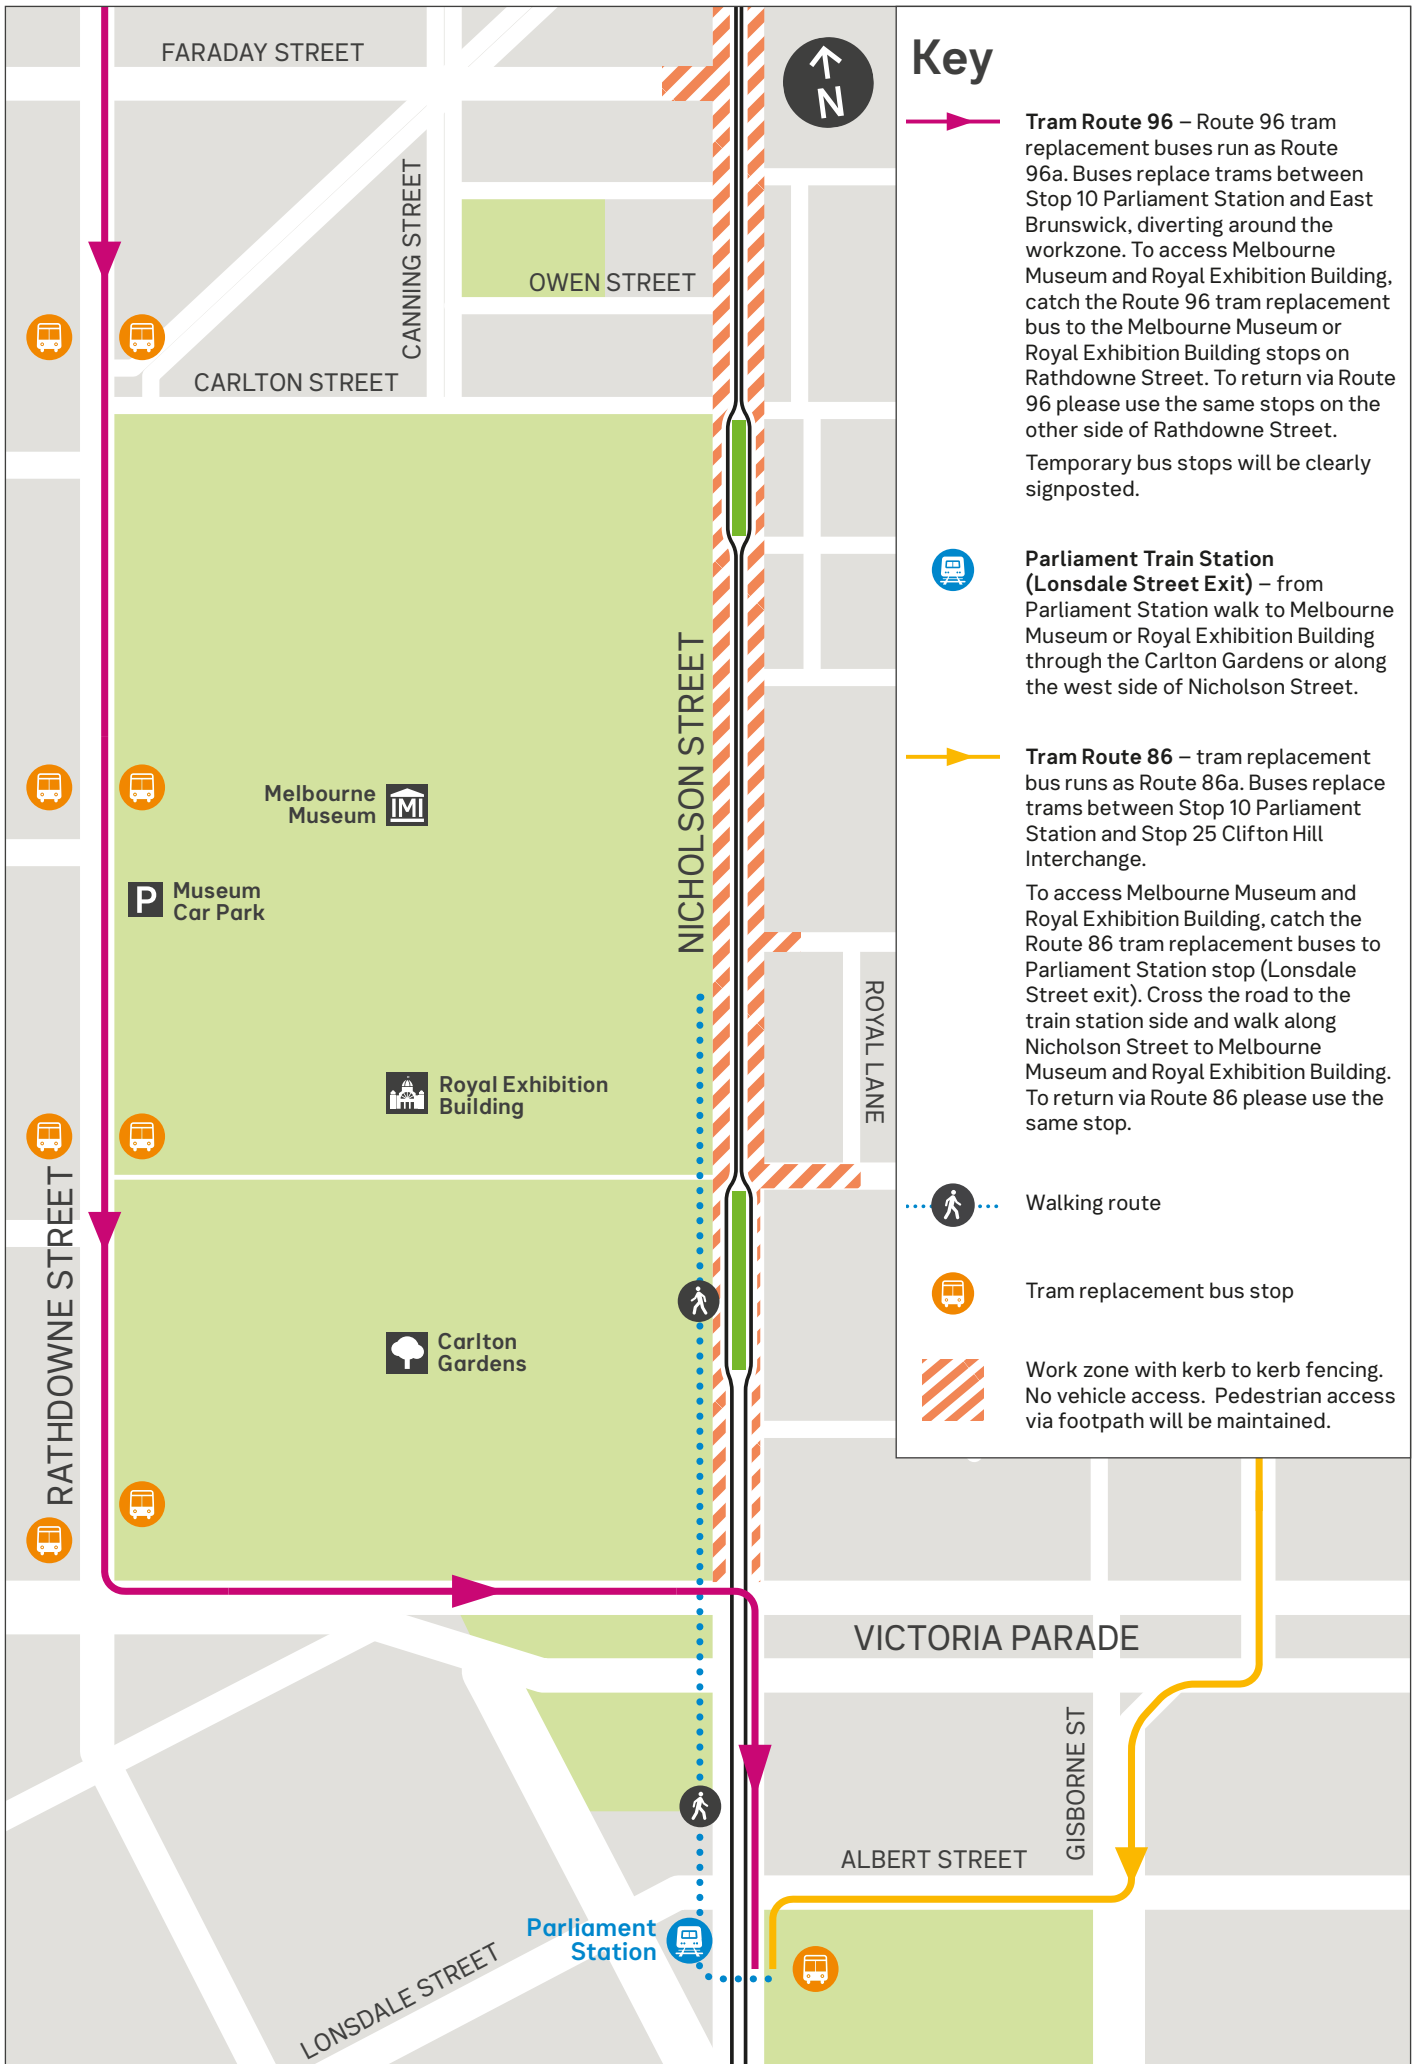 FARADAY STREET
CANNING STREET
OWEN STREET
CARLTON STREET
N
NICHOLSON STREET
Melbourne
Museum
P
Museum
Car Park
ROYAL LANE
Royal Exhibition
Building
RATHDOWNE STREET
Carlton
Gardens
VICTORIA PARADE
GISBORNE ST
ALBERT STREET
Parliament
Station
LONSDALE STREET
Key
Tram Route 96 – Route 96 tram
replacement buses run as Route
96a. Buses replace trams between
Stop 10 Parliament Station and East
Brunswick, diverting around the
workzone. To access Melbourne
Museum and Royal Exhibition Building,
catch the Route 96 tram replacement
bus to the Melbourne Museum or
Royal Exhibition Building stops on
Rathdowne Street. To return via Route
96 please use the same stops on the
other side of Rathdowne Street.
Temporary bus stops will be clearly
signposted.
Parliament Train Station
(Lonsdale Street Exit) – from
Parliament Station walk to Melbourne
Museum or Royal Exhibition Building
through the Carlton Gardens or along
the west side of Nicholson Street.
Tram Route 86 – tram replacement
bus runs as Route 86a. Buses replace
trams between Stop 10 Parliament
Station and Stop 25 Clifton Hill
Interchange.
To access Melbourne Museum and
Royal Exhibition Building, catch the
Route 86 tram replacement buses to
Parliament Station stop (Lonsdale
Street exit). Cross the road to the
train station side and walk along
Nicholson Street to Melbourne
Museum and Royal Exhibition Building.
To return via Route 86 please use the
same stop.
Walking route
Tram replacement bus stop
Work zone with kerb to kerb fencing.
No vehicle access. Pedestrian access
via footpath will be maintained.